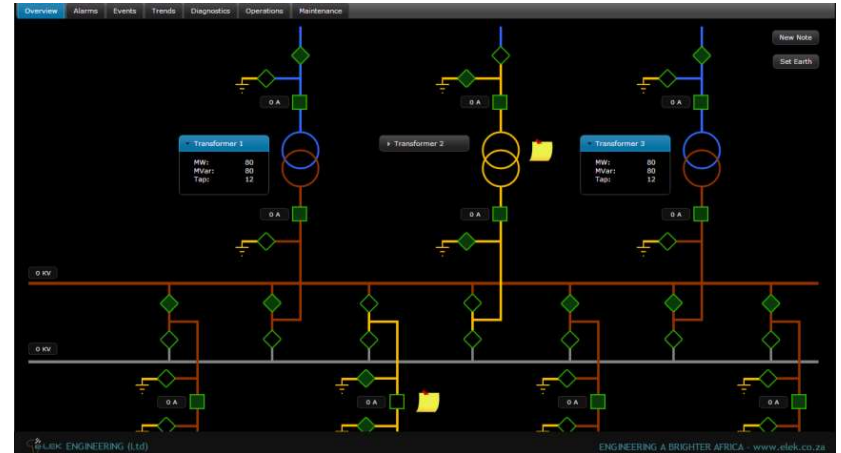 Overview Alarms Events Trends Diagnostics Operations Maintenance
New Note
Set Earth
0 A 0 A 0 A
Transformer 1 Transformer 2 Transformer 3
MW: 80 MW: 80
MVar: 80 MVar: 80
Tap: 12 Tap: 12
0 A 0 A 0 A
0 KV
0 KV
0 A 0 A 0 A 0 A
eLEK ENGINEERING (Ltd) ENGINEERING A BRIGHTER AFRICA - www.elek.co.za